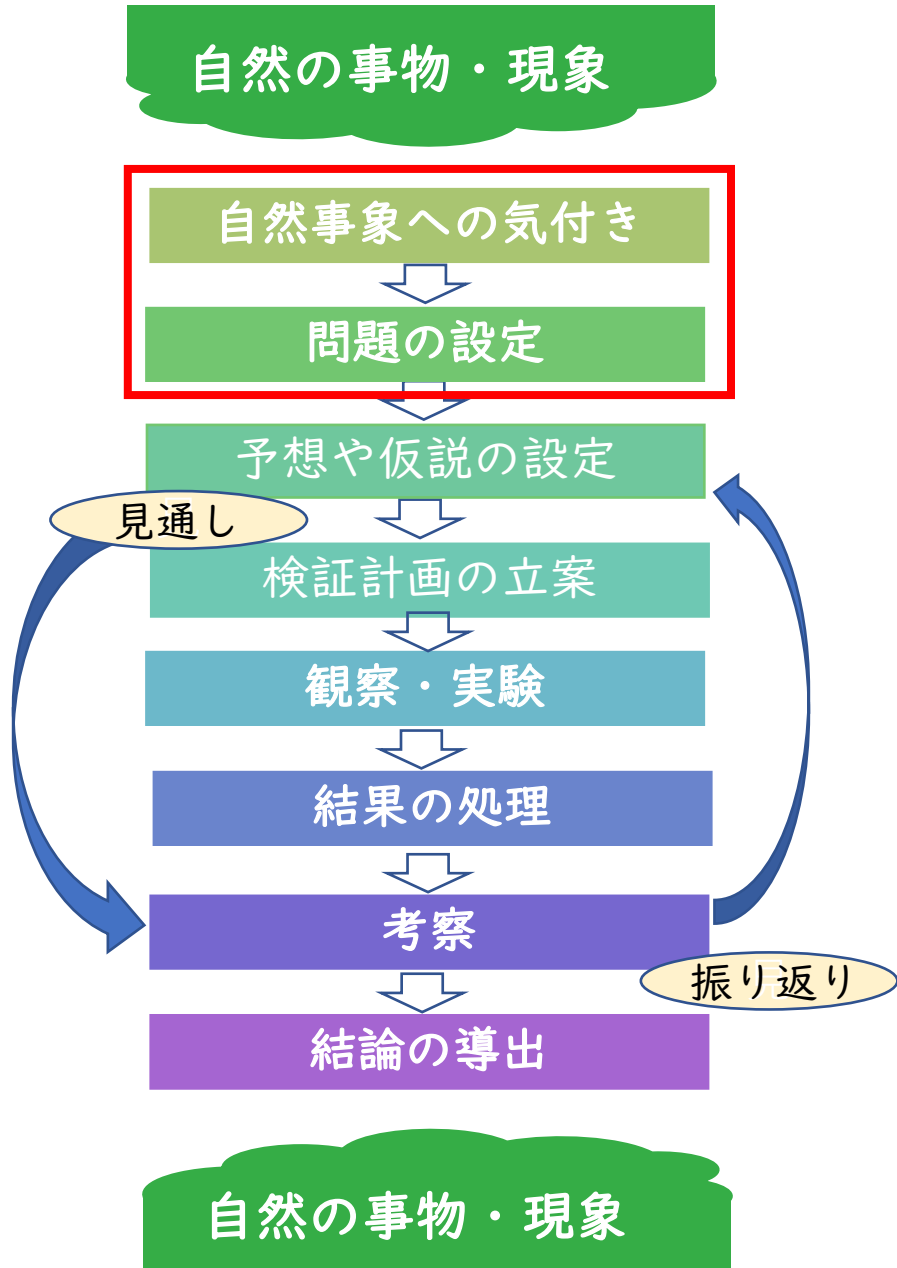 自然の事物・現象
自然事象への気付き
問題の設定
予想や仮説の設定
見通し
検証計画の立案
観察・実験
結果の処理
考察
振り返り
結論の導出
自然の事物・現象